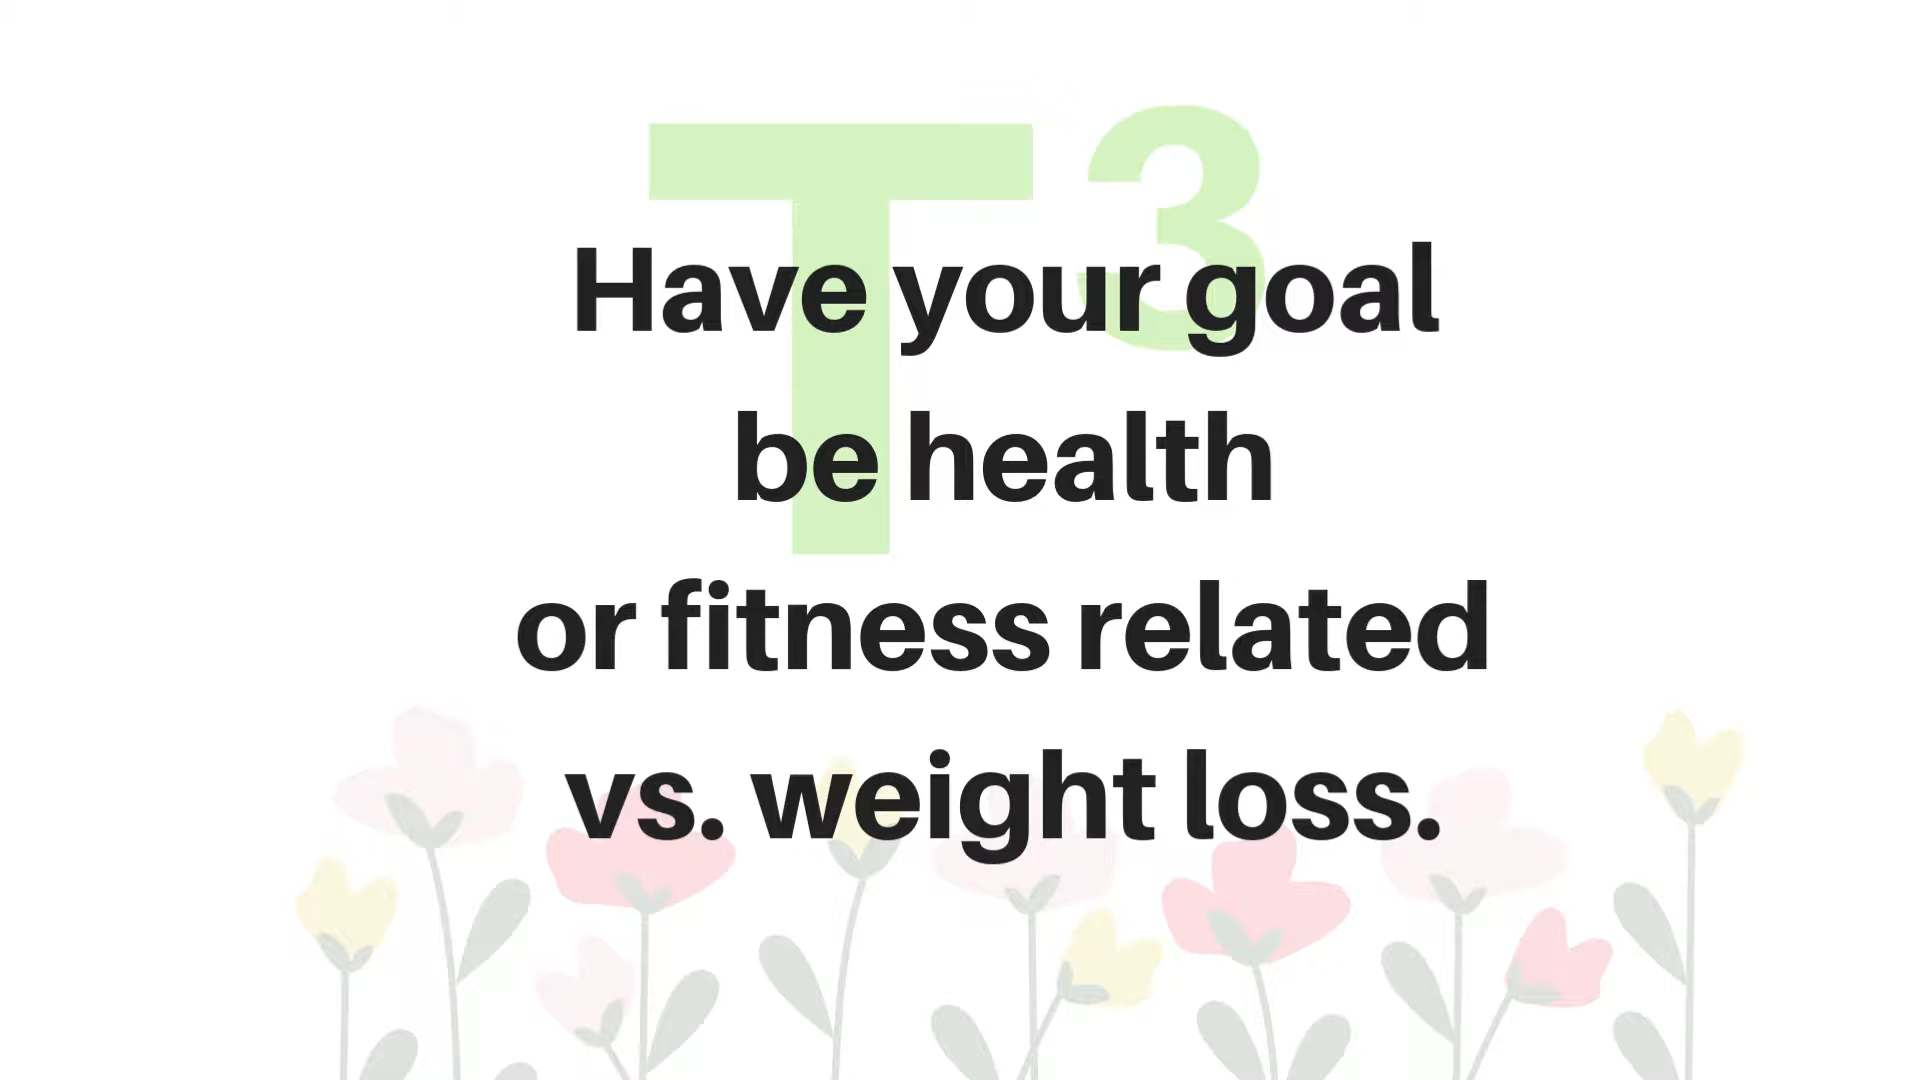 T³
Have your goal
be health
or fitness related
vs. weight loss.